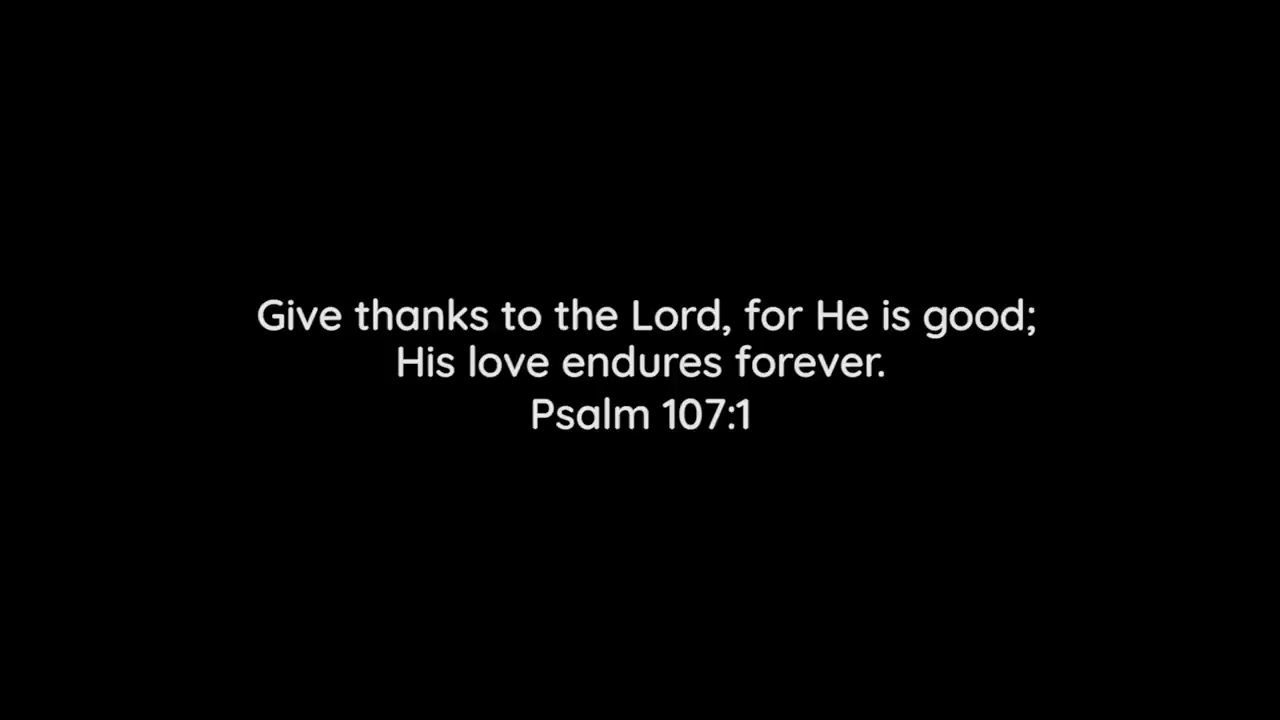 Give thanks to the Lord, for He is good;
His love endures forever.
Psalm 107:1